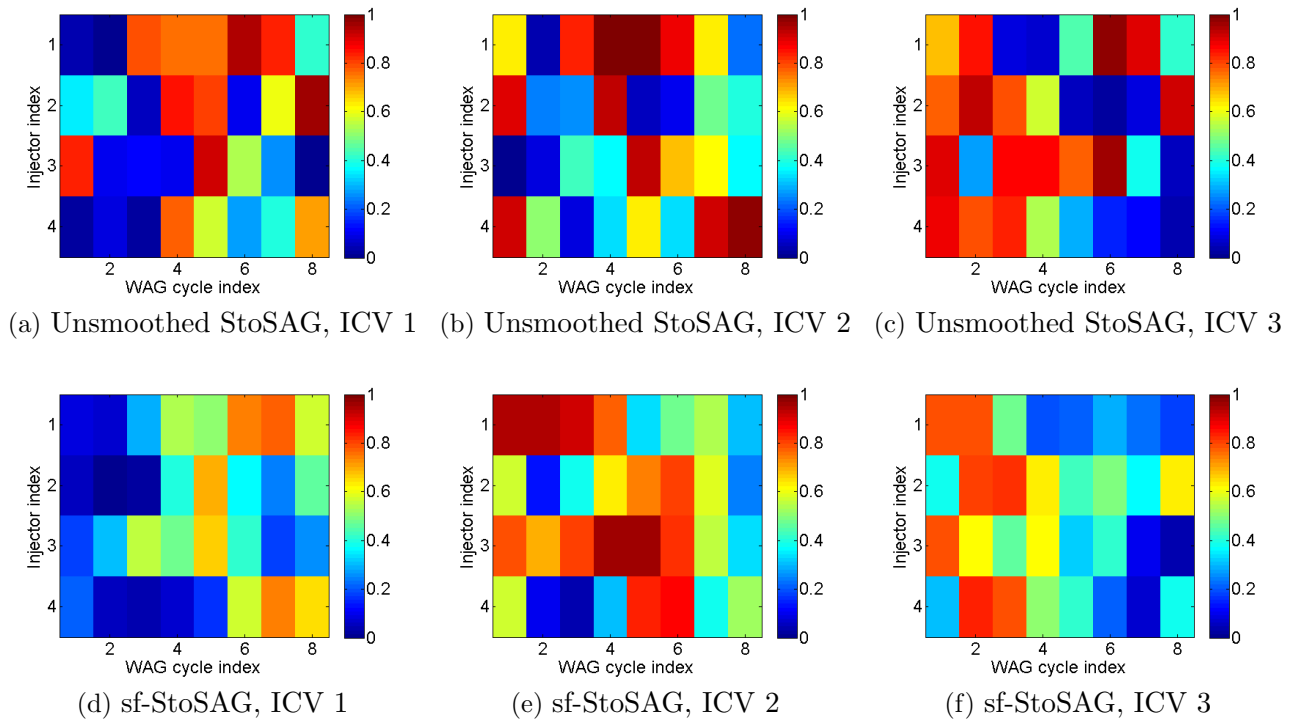 1
1
1
1
0.8
1
0.8
1
0.8
Injector index
2
0.6
Injector index
2
0.6
Injector index
2
0.6
3
0.4
3
0.4
3
0.4
4
0.2
4
0.2
4
0.2
0
0
0
2 4 6 8
2 4 6 8
2 4 6 8
WAG cycle index
WAG cycle index
WAG cycle index
(a) Unsmoothed StoSAG, ICV 1
(b) Unsmoothed StoSAG, ICV 2
(c) Unsmoothed StoSAG, ICV 3
1
1
1
1
0.8
1
0.8
1
0.8
Injector index
2
0.6
Injector index
2
0.6
Injector index
2
0.6
3
0.4
3
0.4
3
0.4
4
0.2
4
0.2
4
0.2
0
0
0
2 4 6 8
2 4 6 8
2 4 6 8
WAG cycle index
WAG cycle index
WAG cycle index
(d) sf-StoSAG, ICV 1
(e) sf-StoSAG, ICV 2
(f) sf-StoSAG, ICV 3